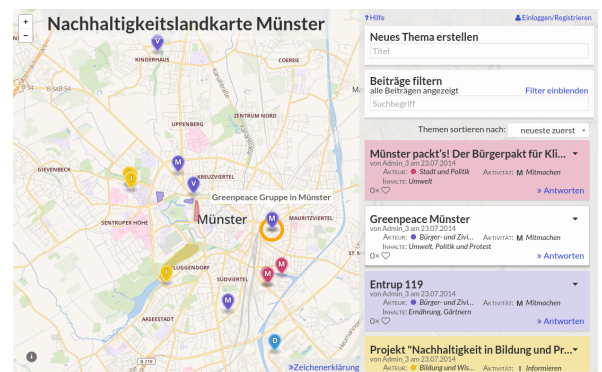 Nachhaltigkeitslandkarte Münster
+
−
KINDERHAUS
COERDE
B 54
B 54
ZENTRUM NORD
UPPENBERG
GIEVENBECK
KREUZVIERTEL
Greenpeace Gruppe in Münster
Münster
MAURITZVIERTEL
SENTRUPER HÖHE
LUGGENDORF
SÜDVIERTEL
AASEESTADT
B 219
V
M
V
M
I
I
M
M
M
D
»Zeichenerklärung
? Hilfe
Einloggen/Registrieren
Neues Thema erstellen
Titel
Beiträge filtern
alle Beiträgen angezeigt
Filter einblenden
Suchbegriff
Themen sortieren nach:
neueste zuerst
Münster packt's! Der Bürgerpakt für Kli...
von Admin_3 am 23.07.2014
AKTEUR: Stadt und Politik AKTIVITÄT: M Mitmachen
INHALTE: Umwelt
0×
» Antworten
Greenpeace Münster
von Admin_3 am 23.07.2014
AKTEUR: Bürger- und Zivi... AKTIVITÄT: M Mitmachen
INHALTE: Umwelt, Politik und Protest
0×
» Antworten
Entrup 119
von Admin_3 am 23.07.2014
AKTEUR: Bürger- und Zivi... AKTIVITÄT: M Mitmachen
INHALTE: Ernährung, Gärtnern
0×
» Antworten
Projekt "Nachhaltigkeit in Bildung und Pr...
von Admin_3 am 23.07.2014
AKTEUR: Bildung und Wis... AKTIVITÄT: I Informieren